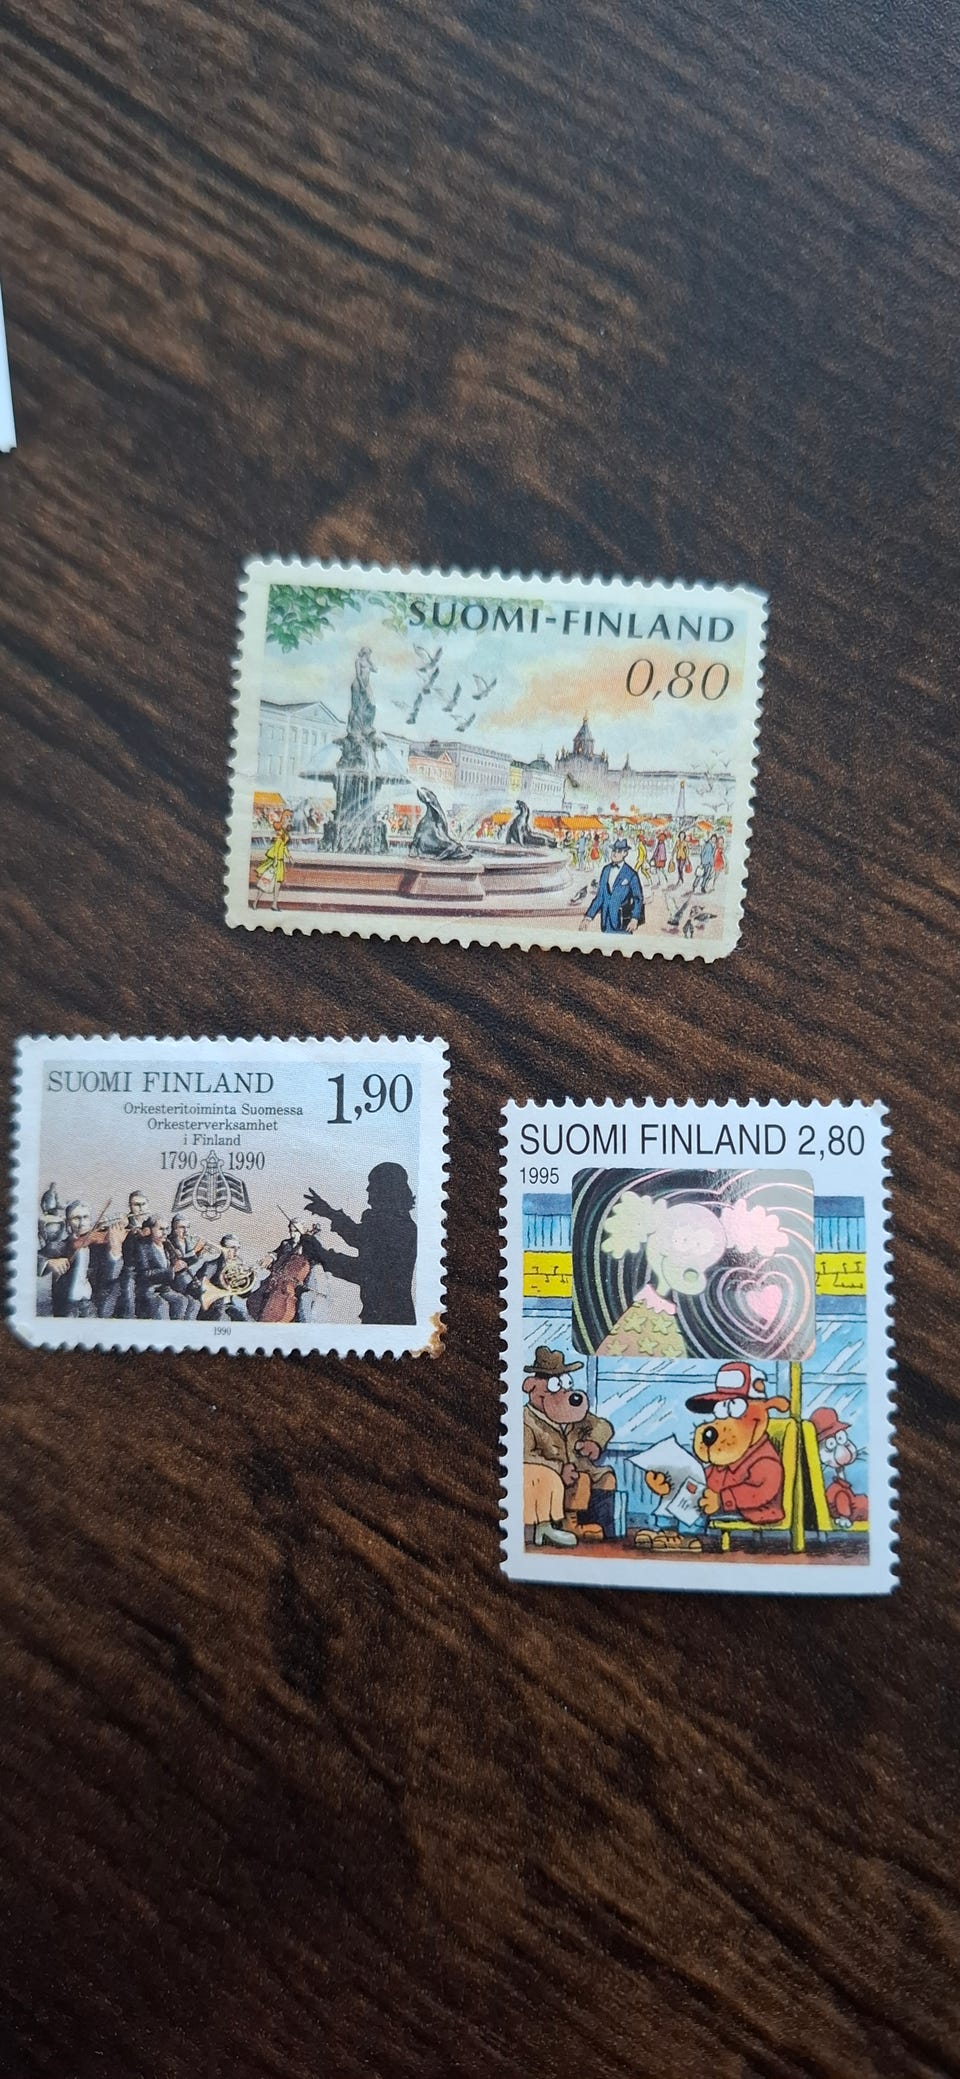 SUOMI-FINLAND
0,80
SUOMI FINLAND 1,90
Orkesteritoiminta Suomessa
Orkesterverksamhet
i Finland
1790 1990
1990
SUOMI FINLAND 2,80
1995